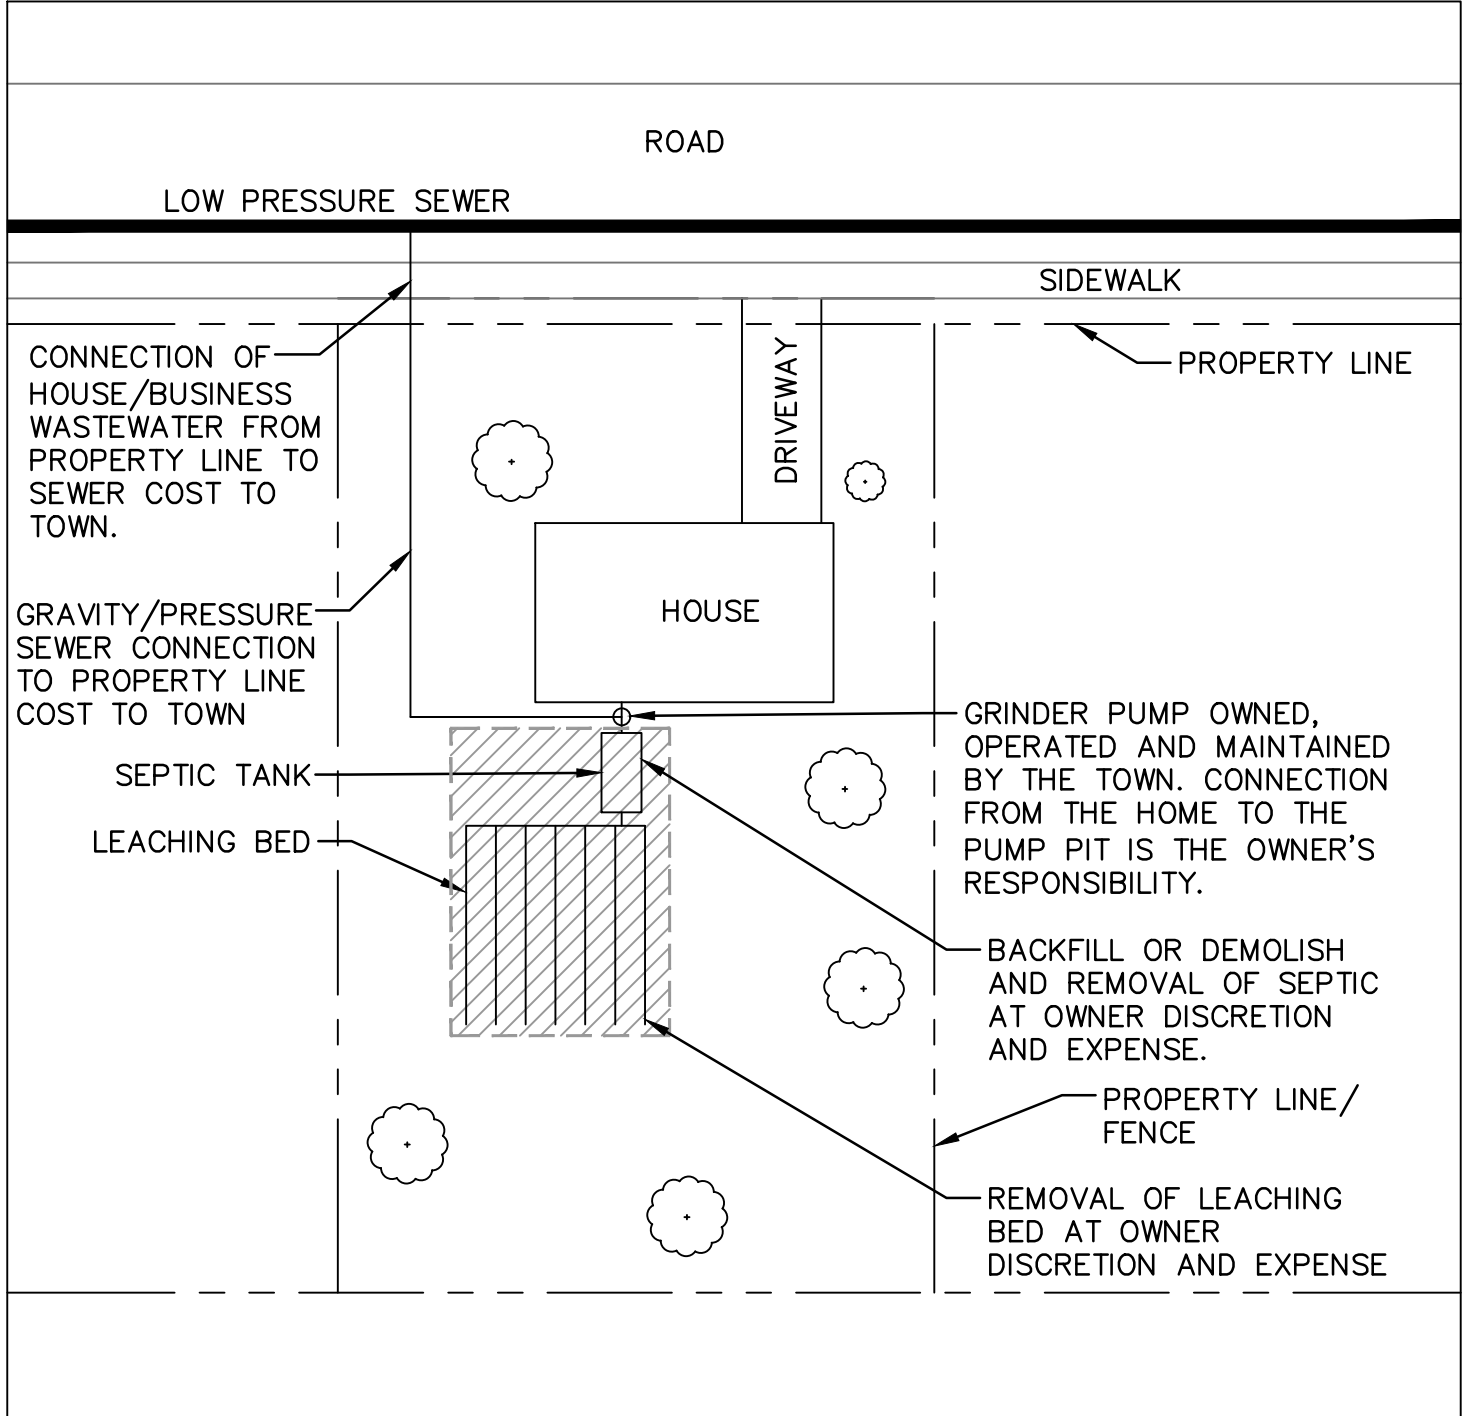 ROAD
LOW PRESSURE SEWER
SIDEWALK
CONNECTION OF
HOUSE/BUSINESS
WASTEWATER FROM
PROPERTY LINE TO
SEWER COST TO
TOWN.
PROPERTY LINE
DRIVEWAY
GRAVITY/PRESSURE
SEWER CONNECTION
TO PROPERTY LINE
COST TO TOWN
HOUSE
SEPTIC TANK
LEACHING BED
GRINDER PUMP OWNED,
OPERATED AND MAINTAINED
BY THE TOWN. CONNECTION
FROM THE HOME TO THE
PUMP PIT IS THE OWNER'S
RESPONSIBILITY.
BACKFILL OR DEMOLISH
AND REMOVAL OF SEPTIC
AT OWNER DISCRETION
AND EXPENSE.
PROPERTY LINE/
FENCE
REMOVAL OF LEACHING
BED AT OWNER
DISCRETION AND EXPENSE